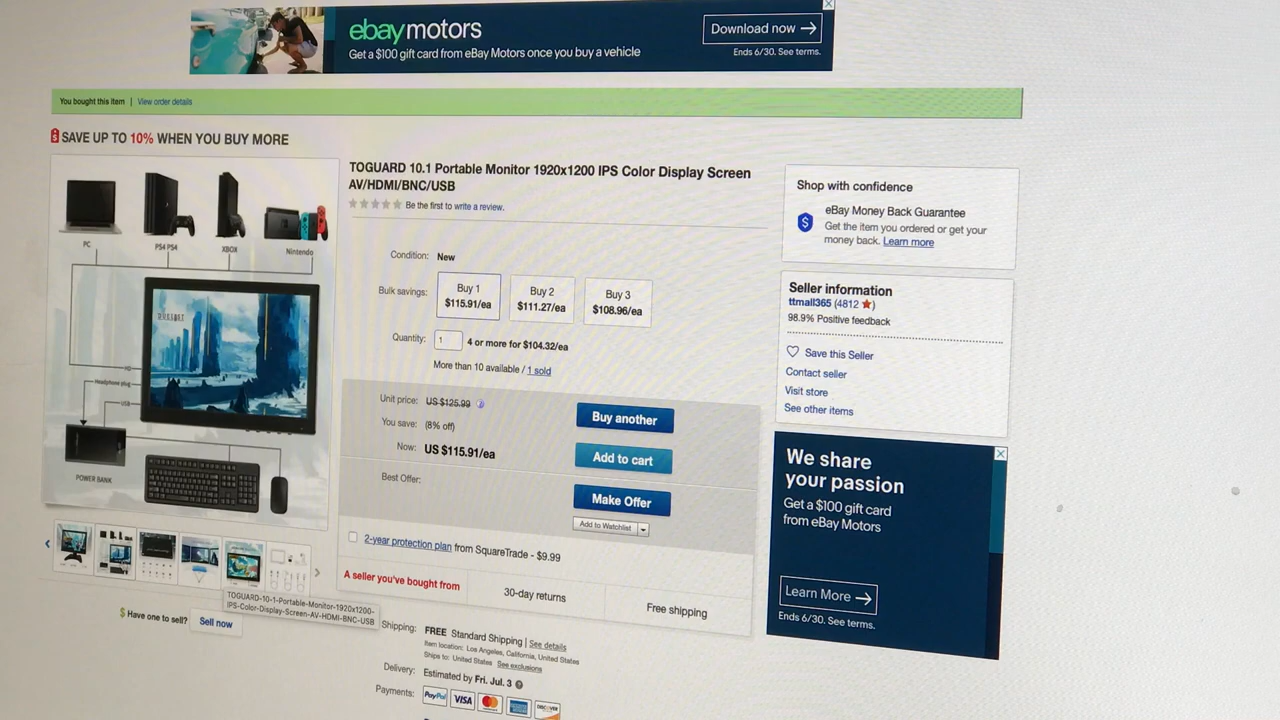 ebay motors
Get a $100 gift card from eBay Motors once you buy a vehicle
Download now →
Ends 6/30. See terms.
You bought this item | View order details
SAVE UP TO 10% WHEN YOU BUY MORE
TOGUARD 10.1 Portable Monitor 1920x1200 IPS Color Display Screen
AV/HDMI/BNC/USB
Be the first to write a review.
PC
PS4 PS4
XBOX
Nintendo
Headphone plug
USB
POWER BANK
Condition: New
Bulk savings:
Buy 1
$115.91/ea
Buy 2
$111.27/ea
Buy 3
$108.96/ea
Quantity: 1 4 or more for $104.32/ea
More than 10 available / 1 sold
Unit price: US $125.99
You save: (8% off)
Now: US $115.91/ea
Best Offer:
Buy another
Add to cart
Make Offer
Add to Watchlist
2-year protection plan from SquareTrade - $9.99
A seller you've bought from
30-day returns
Free shipping
TOGUARD-10-1-Portable-Monitor-1920x1200-
IPS-Color-Display-Screen-AV-HDMI-BNC-USB
$ Have one to sell? Sell now
Shipping: FREE Standard Shipping | See details
Item location: Los Angeles, California, United States
Ships to: United States See exclusions
Delivery: Estimated by Fri. Jul. 3
Payments: PayPal VISA
DISCOVER
Shop with confidence
eBay Money Back Guarantee
Get the item you ordered or get your
money back. Learn more
Seller information
ttmall365 (4812 ★)
98.9% Positive feedback
Save this Seller
Contact seller
Visit store
See other items
We share
your passion
Get a $100 gift card
from eBay Motors
Learn More →
Ends 6/30. See terms.